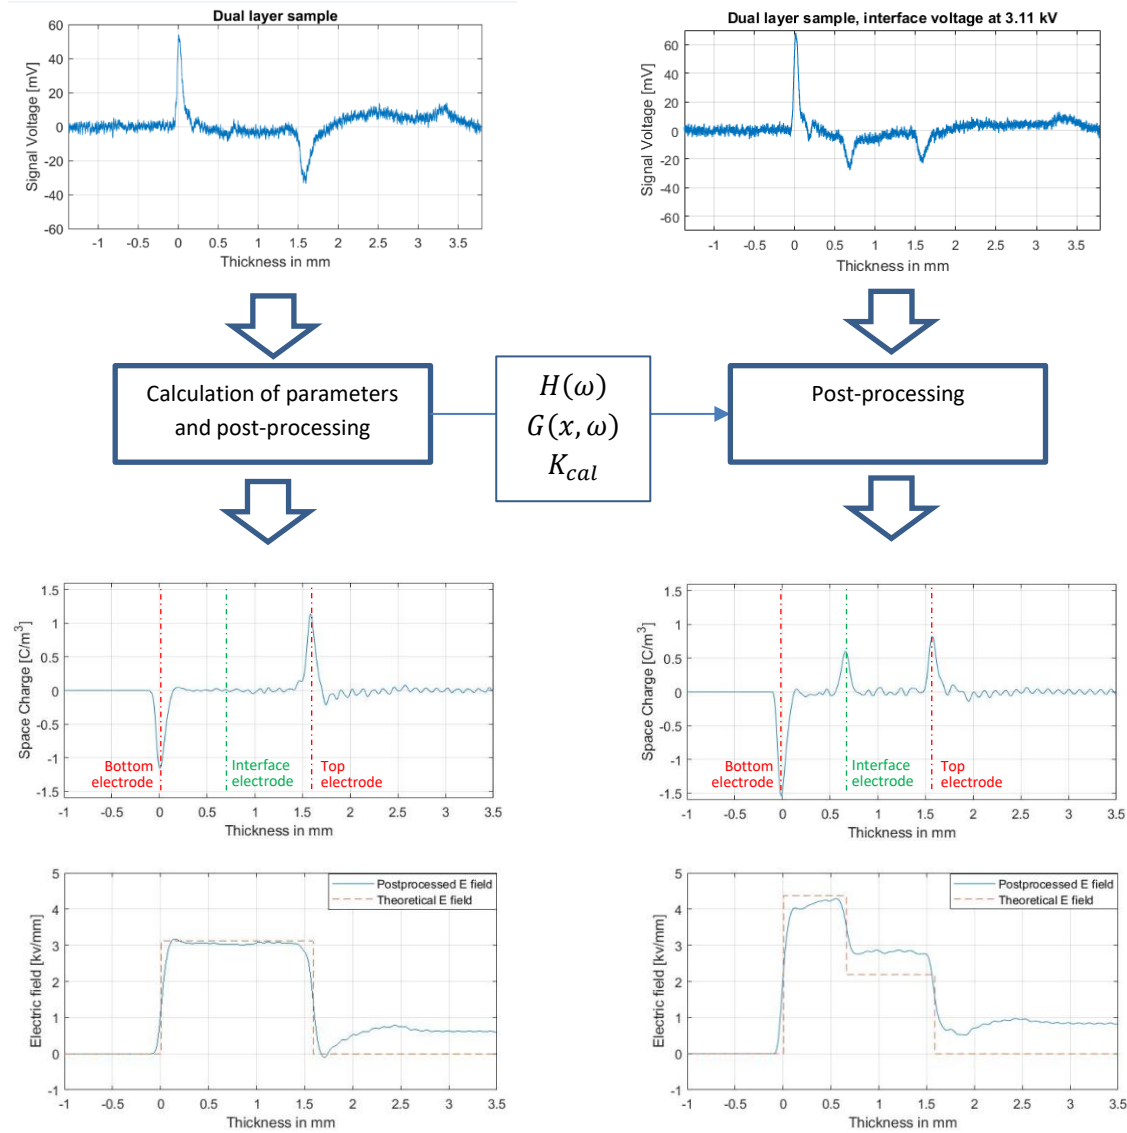 Dual layer sample
60
40
20
0
20
40
60
Signal Voltage [mV]
-1 -0.5 0 0.5 1 1.5 2 2.5 3 3.5
Thickness in mm
Dual layer sample, interface voltage at 3.11 kV
60
40
20
0
-20
-40
-60
Signal Voltage [mV]
-1 -0.5 0 0.5 1 1.5 2 2.5 3 3.5
Thickness in mm
Calculation of parameters
and post-processing
H(ω)
G(x, ω)
K_cal
Post-processing
1.5
1
0.5
0
-0.5
-1
-1.5
Space Charge [C/m³]
Bottom
electrode
Interface
electrode
Top
electrode
-1 -0.5 0 0.5 1 1.5 2 2.5 3 3.5
Thickness in mm
1.5
1
0.5
0
-0.5
-1
-1.5
Space Charge [C/m³]
Bottom
electrode
Interface
electrode
Top
electrode
-1 -0.5 0 0.5 1 1.5 2 2.5 3 3.5
Thickness in mm
5
4
3
2
1
0
-1
Electric field [kv/mm]
Postprocessed E field
Theoretical E field
-1 -0.5 0 0.5 1 1.5 2 2.5 3 3.5
Thickness in mm
5
4
3
2
1
0
-1
Electric field [kv/mm]
Postprocessed E field
Theoretical E field
-1 -0.5 0 0.5 1 1.5 2 2.5 3 3.5
Thickness in mm